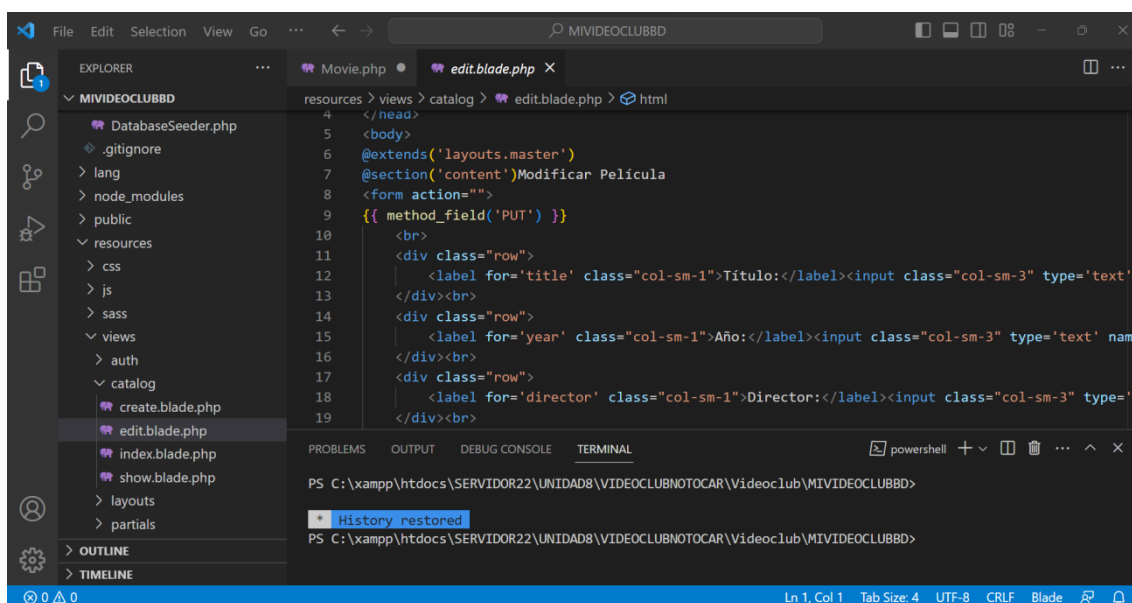 File Edit Selection View Go ··· MIVIDEOCLUBBD
EXPLORER ···
MIVIDEOCLUBBD
DatabaseSeeder.php
.gitignore
lang
node_modules
public
resources
css
js
sass
views
auth
catalog
create.blade.php
edit.blade.php
index.blade.php
show.blade.php
layouts
partials
OUTLINE
TIMELINE
1
Movie.php ● edit.blade.php ×
resources > views > catalog > edit.blade.php > html
4 </head>
5 <body>
6 @extends('layouts.master')
7 @section('content')Modificar Película
8 <form action="">
9 {{ method_field('PUT') }}
10 <br>
11 <div class="row">
12 <label for='title' class="col-sm-1">Título:</label><input class="col-sm-3" type='text'
13 </div><br>
14 <div class="row">
15 <label for='year' class="col-sm-1">Año:</label><input class="col-sm-3" type='text' nam
16 </div><br>
17 <div class="row">
18 <label for='director' class="col-sm-1">Director:</label><input class="col-sm-3" type='
19 </div><br>
PROBLEMS OUTPUT DEBUG CONSOLE TERMINAL powershell
PS C:\xampp\htdocs\SERVIDOR22\UNIDAD8\VIDEOCLUBNOTOCAR\Videoclub\MIVIDEOCLUBBD>
* History restored
PS C:\xampp\htdocs\SERVIDOR22\UNIDAD8\VIDEOCLUBNOTOCAR\Videoclub\MIVIDEOCLUBBD>
0 0 Ln 1, Col 1 Tab Size: 4 UTF-8 CRLF Blade